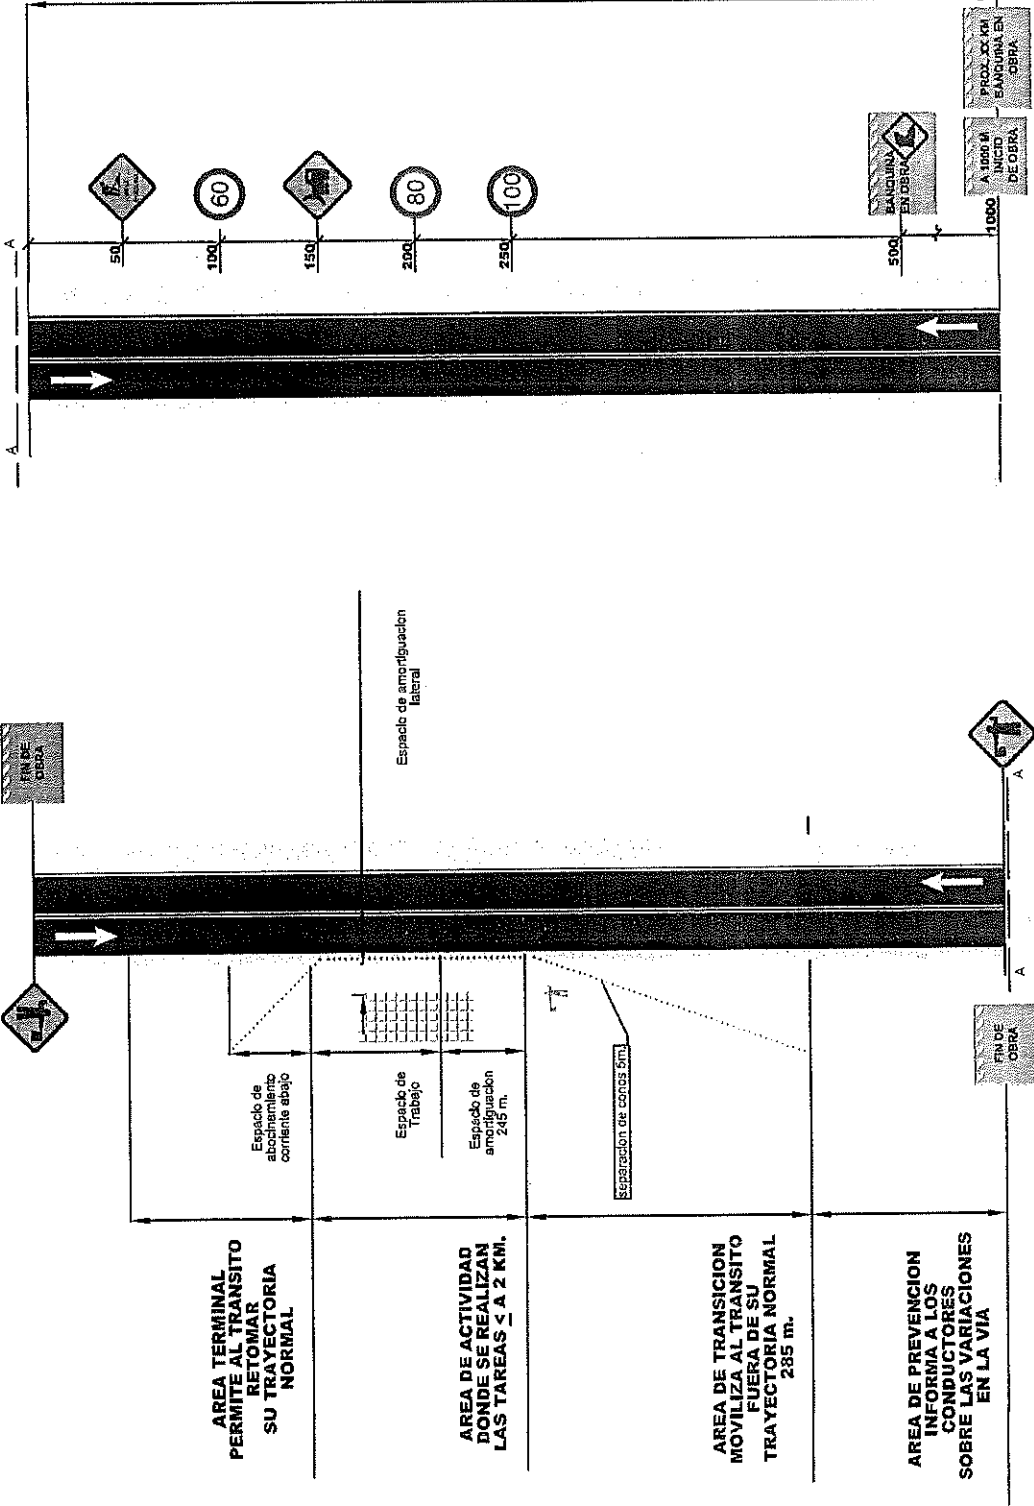 AREA TERMINAL
PERMITE AL TRANSITO
RETOMAR
SU TRAYECTORIA
NORMAL
AREA DE ACTIVIDAD
DONDE SE REALIZAN
LAS TAREAS < A 2 KM.
AREA DE TRANSICION
MOVILIZA AL TRANSITO
FUERA DE SU
TRAYECTORIA NORMAL
285 m.
AREA DE PREVENCION
INFORMA A LOS
CONDUCTORES
SOBRE LAS VARIACIONES
EN LA VIA
Espacio de
abocinamiento
corriente abajo
Espacio de
Trabajo
Espacio de
amortiguacion
245 m.
separacion de conos 5m.
FIN DE
OBRA
FIN DE
OBRA
Espacio de amortiguacion
lateral
A
A
A
A
50
100
150
200
250
500
1000
60
80
100
BANQUINA
EN OBRA
A 1000 M
INICIO
DE OBRA
PROX. XX KM
BANQUINA EN
OBRA